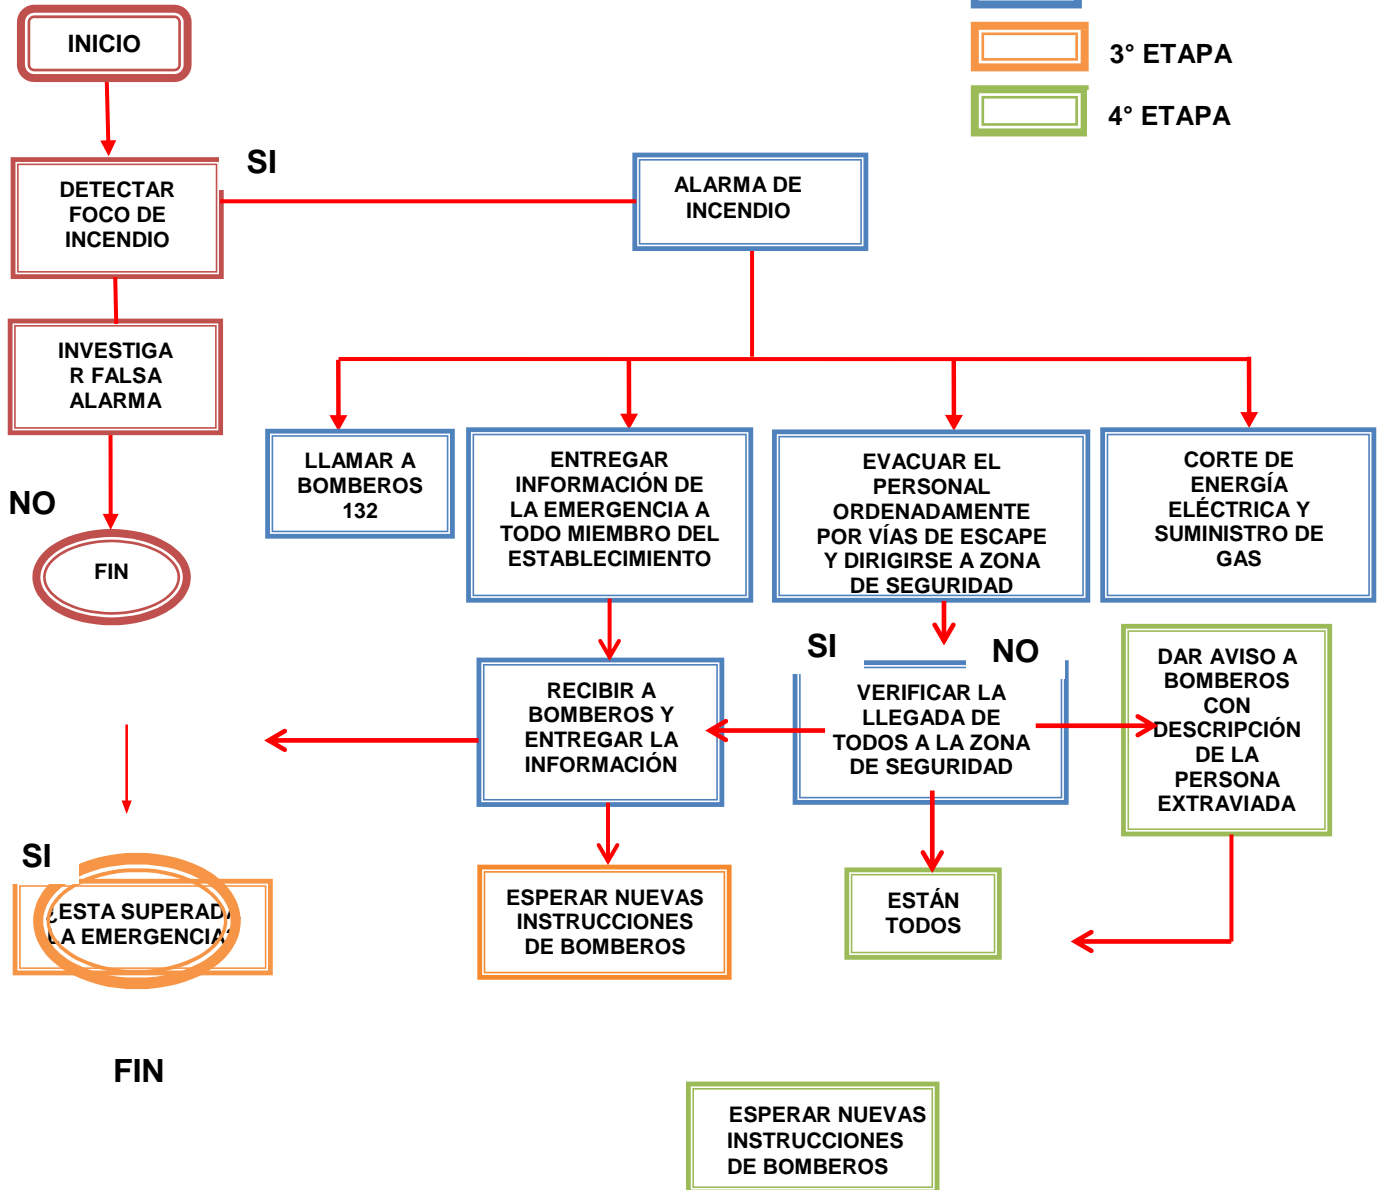 INICIO
3° ETAPA
4° ETAPA
SI
DETECTAR
FOCO DE
INCENDIO
ALARMA DE
INCENDIO
INVESTIGA
R FALSA
ALARMA
NO
FIN
LLAMAR A
BOMBEROS
132
ENTREGAR
INFORMACIÓN DE
LA EMERGENCIA A
TODO MIEMBRO DEL
ESTABLECIMIENTO
EVACUAR EL
PERSONAL
ORDENADAMENTE
POR VÍAS DE ESCAPE
Y DIRIGIRSE A ZONA
DE SEGURIDAD
CORTE DE
ENERGÍA
ELÉCTRICA Y
SUMINISTRO DE
GAS
RECIBIR A
BOMBEROS Y
ENTREGAR LA
INFORMACIÓN
SI
NO
VERIFICAR LA
LLEGADA DE
TODOS A LA ZONA
DE SEGURIDAD
DAR AVISO A
BOMBEROS
CON
DESCRIPCIÓN
DE LA
PERSONA
EXTRAVIADA
SI
¿ESTA SUPERADA
LA EMERGENCIA?
ESPERAR NUEVAS
INSTRUCCIONES
DE BOMBEROS
ESTÁN
TODOS
FIN
ESPERAR NUEVAS
INSTRUCCIONES
DE BOMBEROS